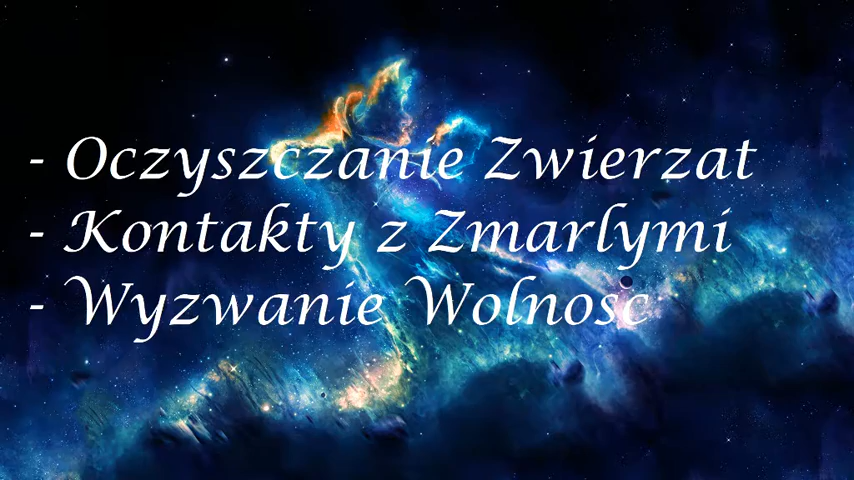 - Oczyszczanie Zwierzat
- Kontakty z Zmarlymi
- Wyzwanie Wolnosc